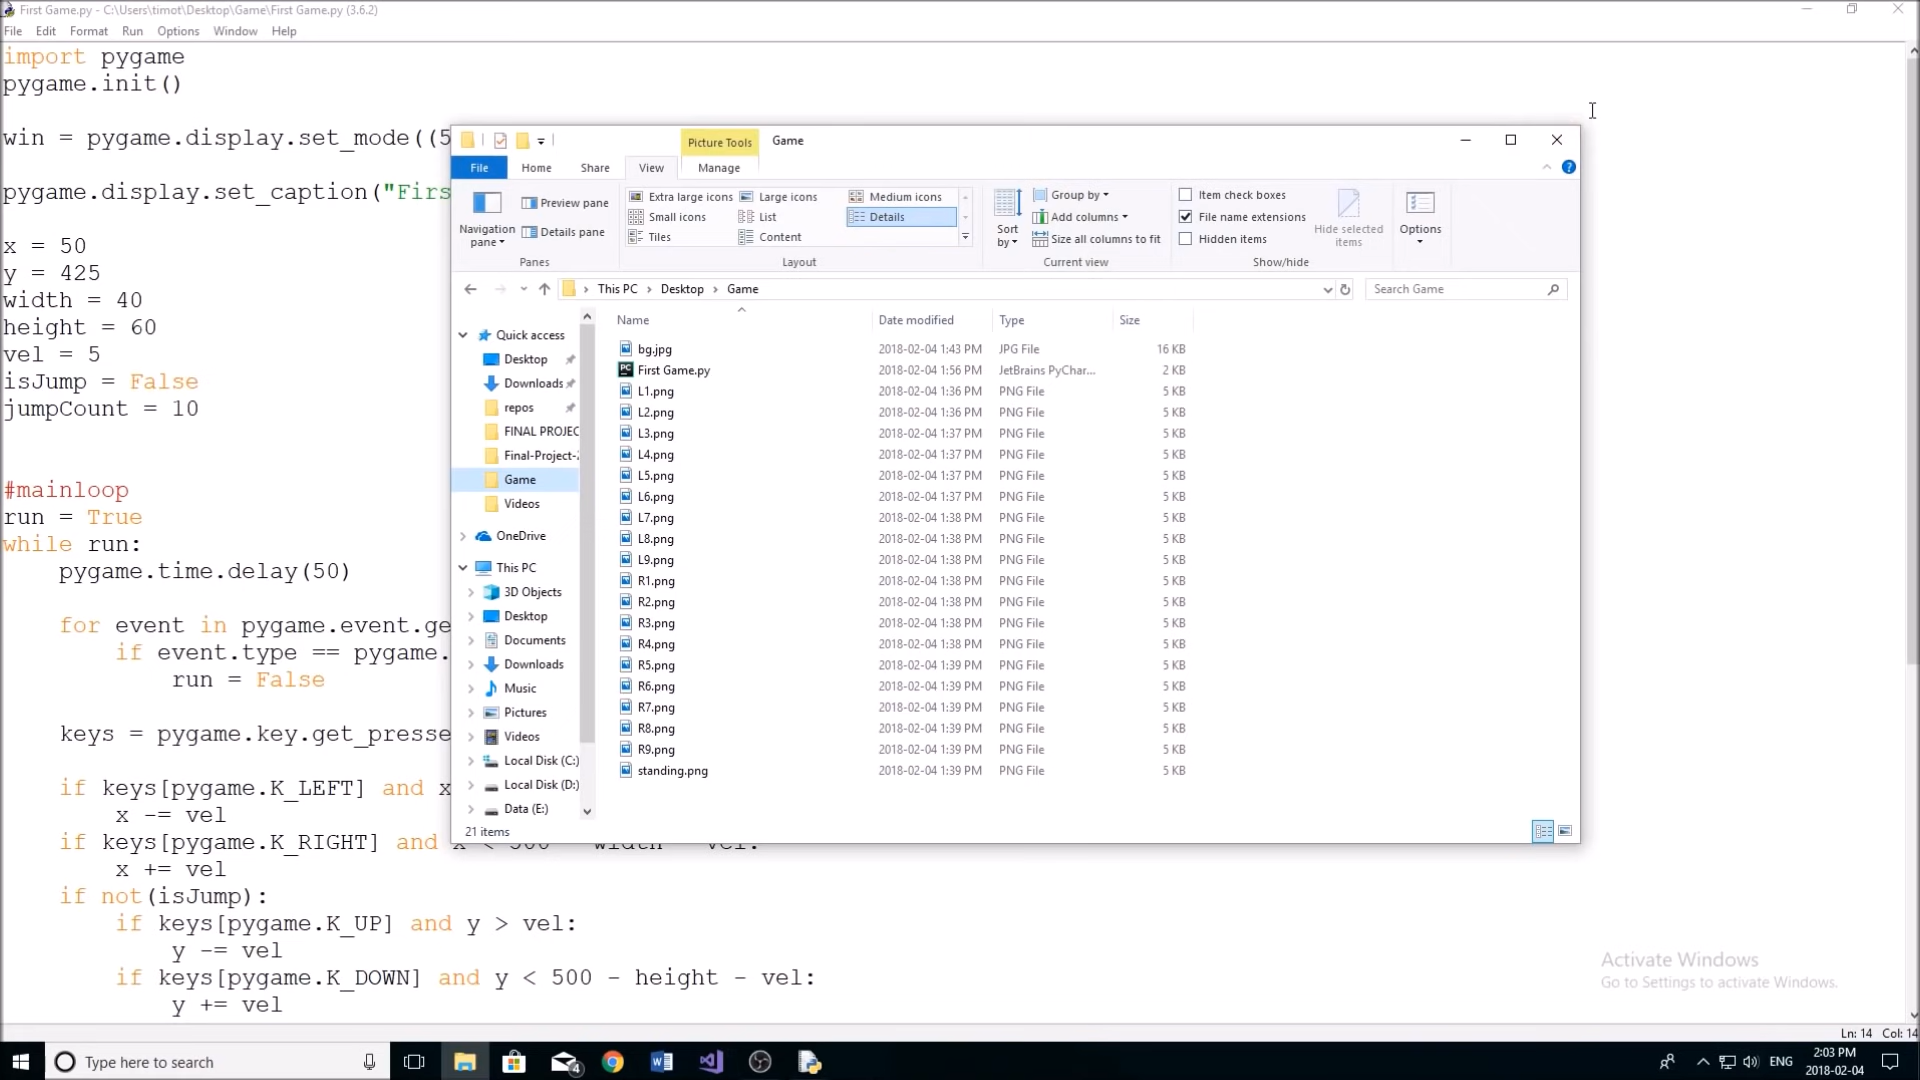 First Game.py - C:\Users\timot\Desktop\Game\First Game.py (3.6.2)
File Edit Format Run Options Window Help
import pygame
pygame.init()
win = pygame.display.set_mode((5
pygame.display.set_caption("Firs
x = 50
y = 425
width = 40
height = 60
vel = 5
isJump = False
jumpCount = 10
#mainloop
run = True
while run:
pygame.time.delay(50)
for event in pygame.event.ge
if event.type == pygame.
run = False
keys = pygame.key.get_presse
if keys[pygame.K_LEFT] and x
x -= vel
if keys[pygame.K_RIGHT] and x < 500 - width - vel:
x += vel
if not(isJump):
if keys[pygame.K_UP] and y > vel:
y -= vel
if keys[pygame.K_DOWN] and y < 500 - height - vel:
y += vel
Picture Tools Game
File Home Share View Manage
Navigation pane
Preview pane
Details pane
Panes
Extra large icons Large icons Medium icons
Small icons List Details
Tiles Content
Layout
Sort by
Group by
Add columns
Size all columns to fit
Current view
Item check boxes
File name extensions
Hidden items
Hide selected items
Show/hide
Options
This PC > Desktop > Game
Search Game
Quick access
Desktop
Downloads
repos
FINAL PROJEC
Final-Project-2
Game
Videos
OneDrive
This PC
3D Objects
Desktop
Documents
Downloads
Music
Pictures
Videos
Local Disk (C:)
Local Disk (D:)
Data (E:)
Name Date modified Type Size
bg.jpg 2018-02-04 1:43 PM JPG File 16 KB
First Game.py 2018-02-04 1:56 PM JetBrains PyChar... 2 KB
L1.png 2018-02-04 1:36 PM PNG File 5 KB
L2.png 2018-02-04 1:36 PM PNG File 5 KB
L3.png 2018-02-04 1:37 PM PNG File 5 KB
L4.png 2018-02-04 1:37 PM PNG File 5 KB
L5.png 2018-02-04 1:37 PM PNG File 5 KB
L6.png 2018-02-04 1:37 PM PNG File 5 KB
L7.png 2018-02-04 1:38 PM PNG File 5 KB
L8.png 2018-02-04 1:38 PM PNG File 5 KB
L9.png 2018-02-04 1:38 PM PNG File 5 KB
R1.png 2018-02-04 1:38 PM PNG File 5 KB
R2.png 2018-02-04 1:38 PM PNG File 5 KB
R3.png 2018-02-04 1:38 PM PNG File 5 KB
R4.png 2018-02-04 1:38 PM PNG File 5 KB
R5.png 2018-02-04 1:39 PM PNG File 5 KB
R6.png 2018-02-04 1:39 PM PNG File 5 KB
R7.png 2018-02-04 1:39 PM PNG File 5 KB
R8.png 2018-02-04 1:39 PM PNG File 5 KB
R9.png 2018-02-04 1:39 PM PNG File 5 KB
standing.png 2018-02-04 1:39 PM PNG File 5 KB
21 items
Activate Windows
Go to Settings to activate Windows.
Ln: 14 Col: 14
Type here to search
4
ENG
2:03 PM
2018-02-04